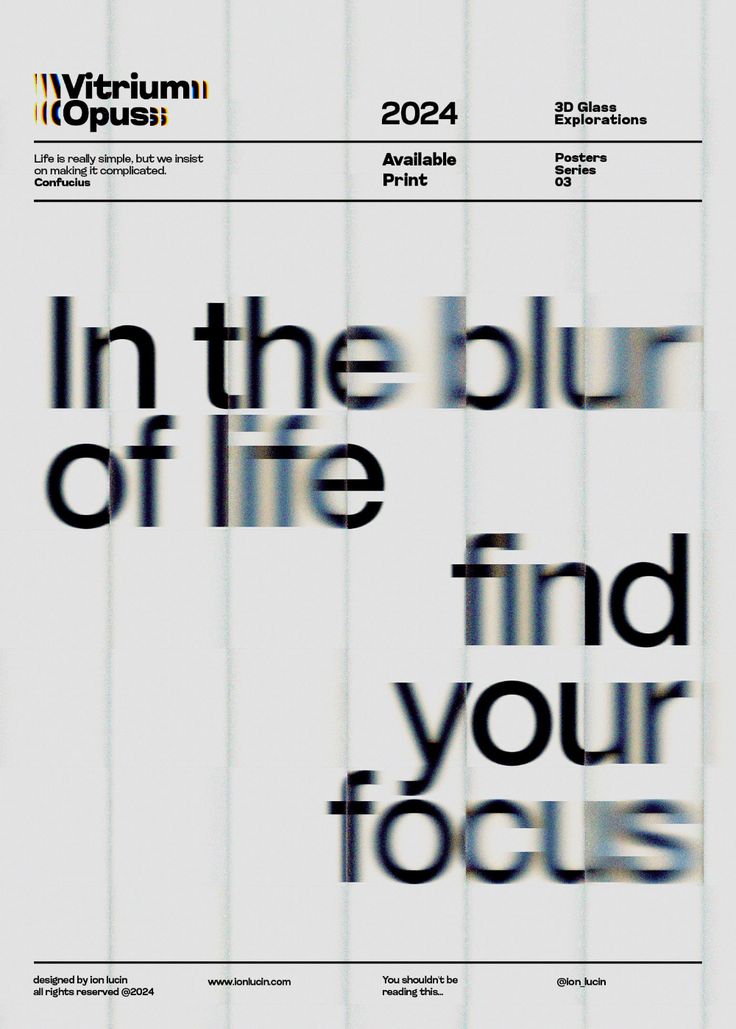 Vitrium
Opus
2024
3D Glass
Explorations
Life is really simple, but we insist
on making it complicated.
Confucius
Available
Print
Posters
Series
03
In the blur
of life
find
your
focus
designed by ion lucin
all rights reserved @2024
www.ionlucin.com
You shouldn't be
reading this...
@ion_lucin